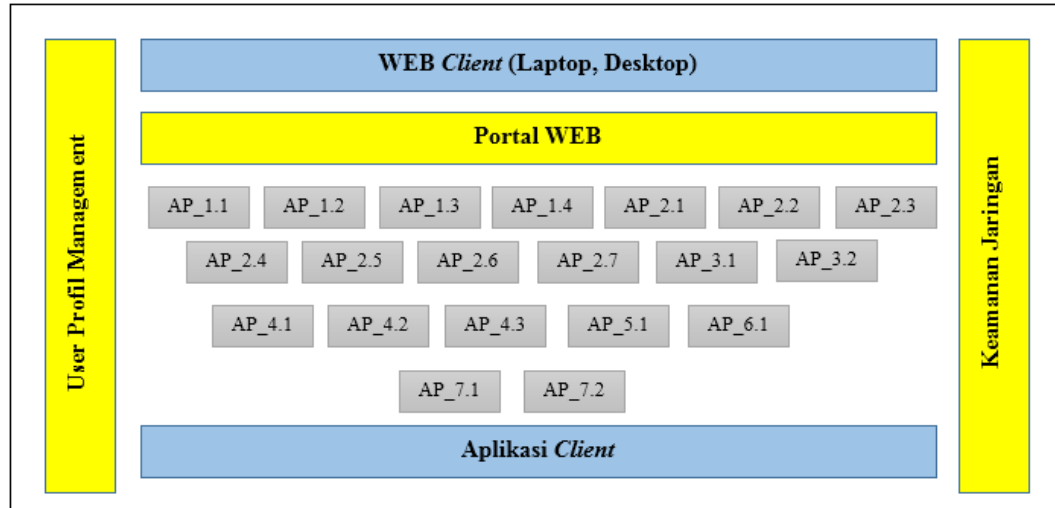 WEB Client (Laptop, Desktop)
Portal WEB
User Profil Management
AP_1.1 AP_1.2 AP_1.3 AP_1.4 AP_2.1 AP_2.2 AP_2.3
AP_2.4 AP_2.5 AP_2.6 AP_2.7 AP_3.1 AP_3.2
AP_4.1 AP_4.2 AP_4.3 AP_5.1 AP_6.1
AP_7.1 AP_7.2
Aplikasi Client
Keamanan Jaringan